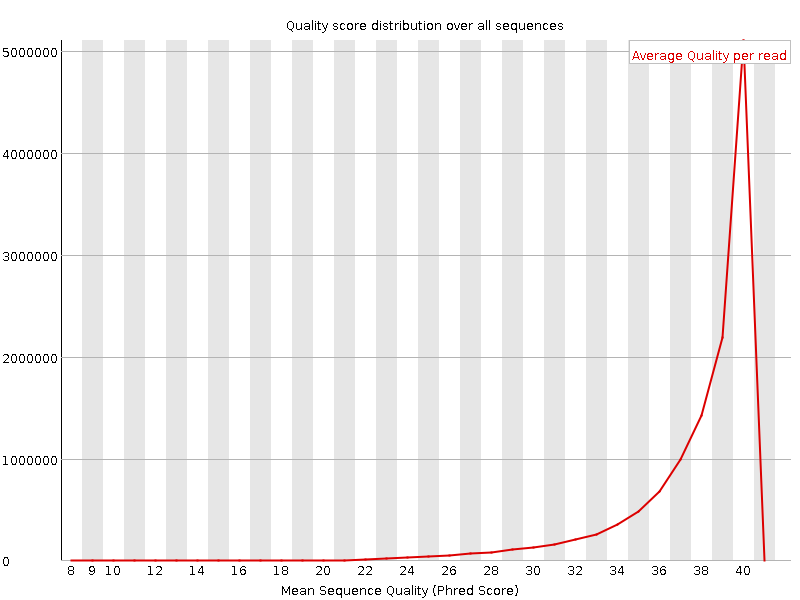 Quality score distribution over all sequences
Average Quality per read
5000000
4000000
3000000
2000000
1000000
0
8 9 10 12 14 16 18 20 22 24 26 28 30 32 34 36 38 40
Mean Sequence Quality (Phred Score)